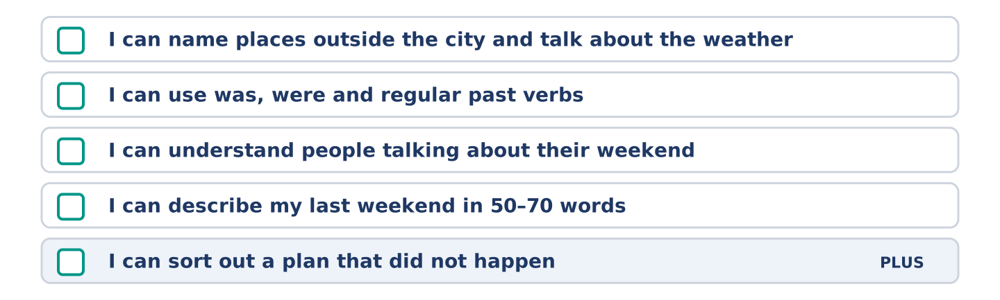 I can name places outside the city and talk about the weather
I can use was, were and regular past verbs
I can understand people talking about their weekend
I can describe my last weekend in 50–70 words
I can sort out a plan that did not happen PLUS